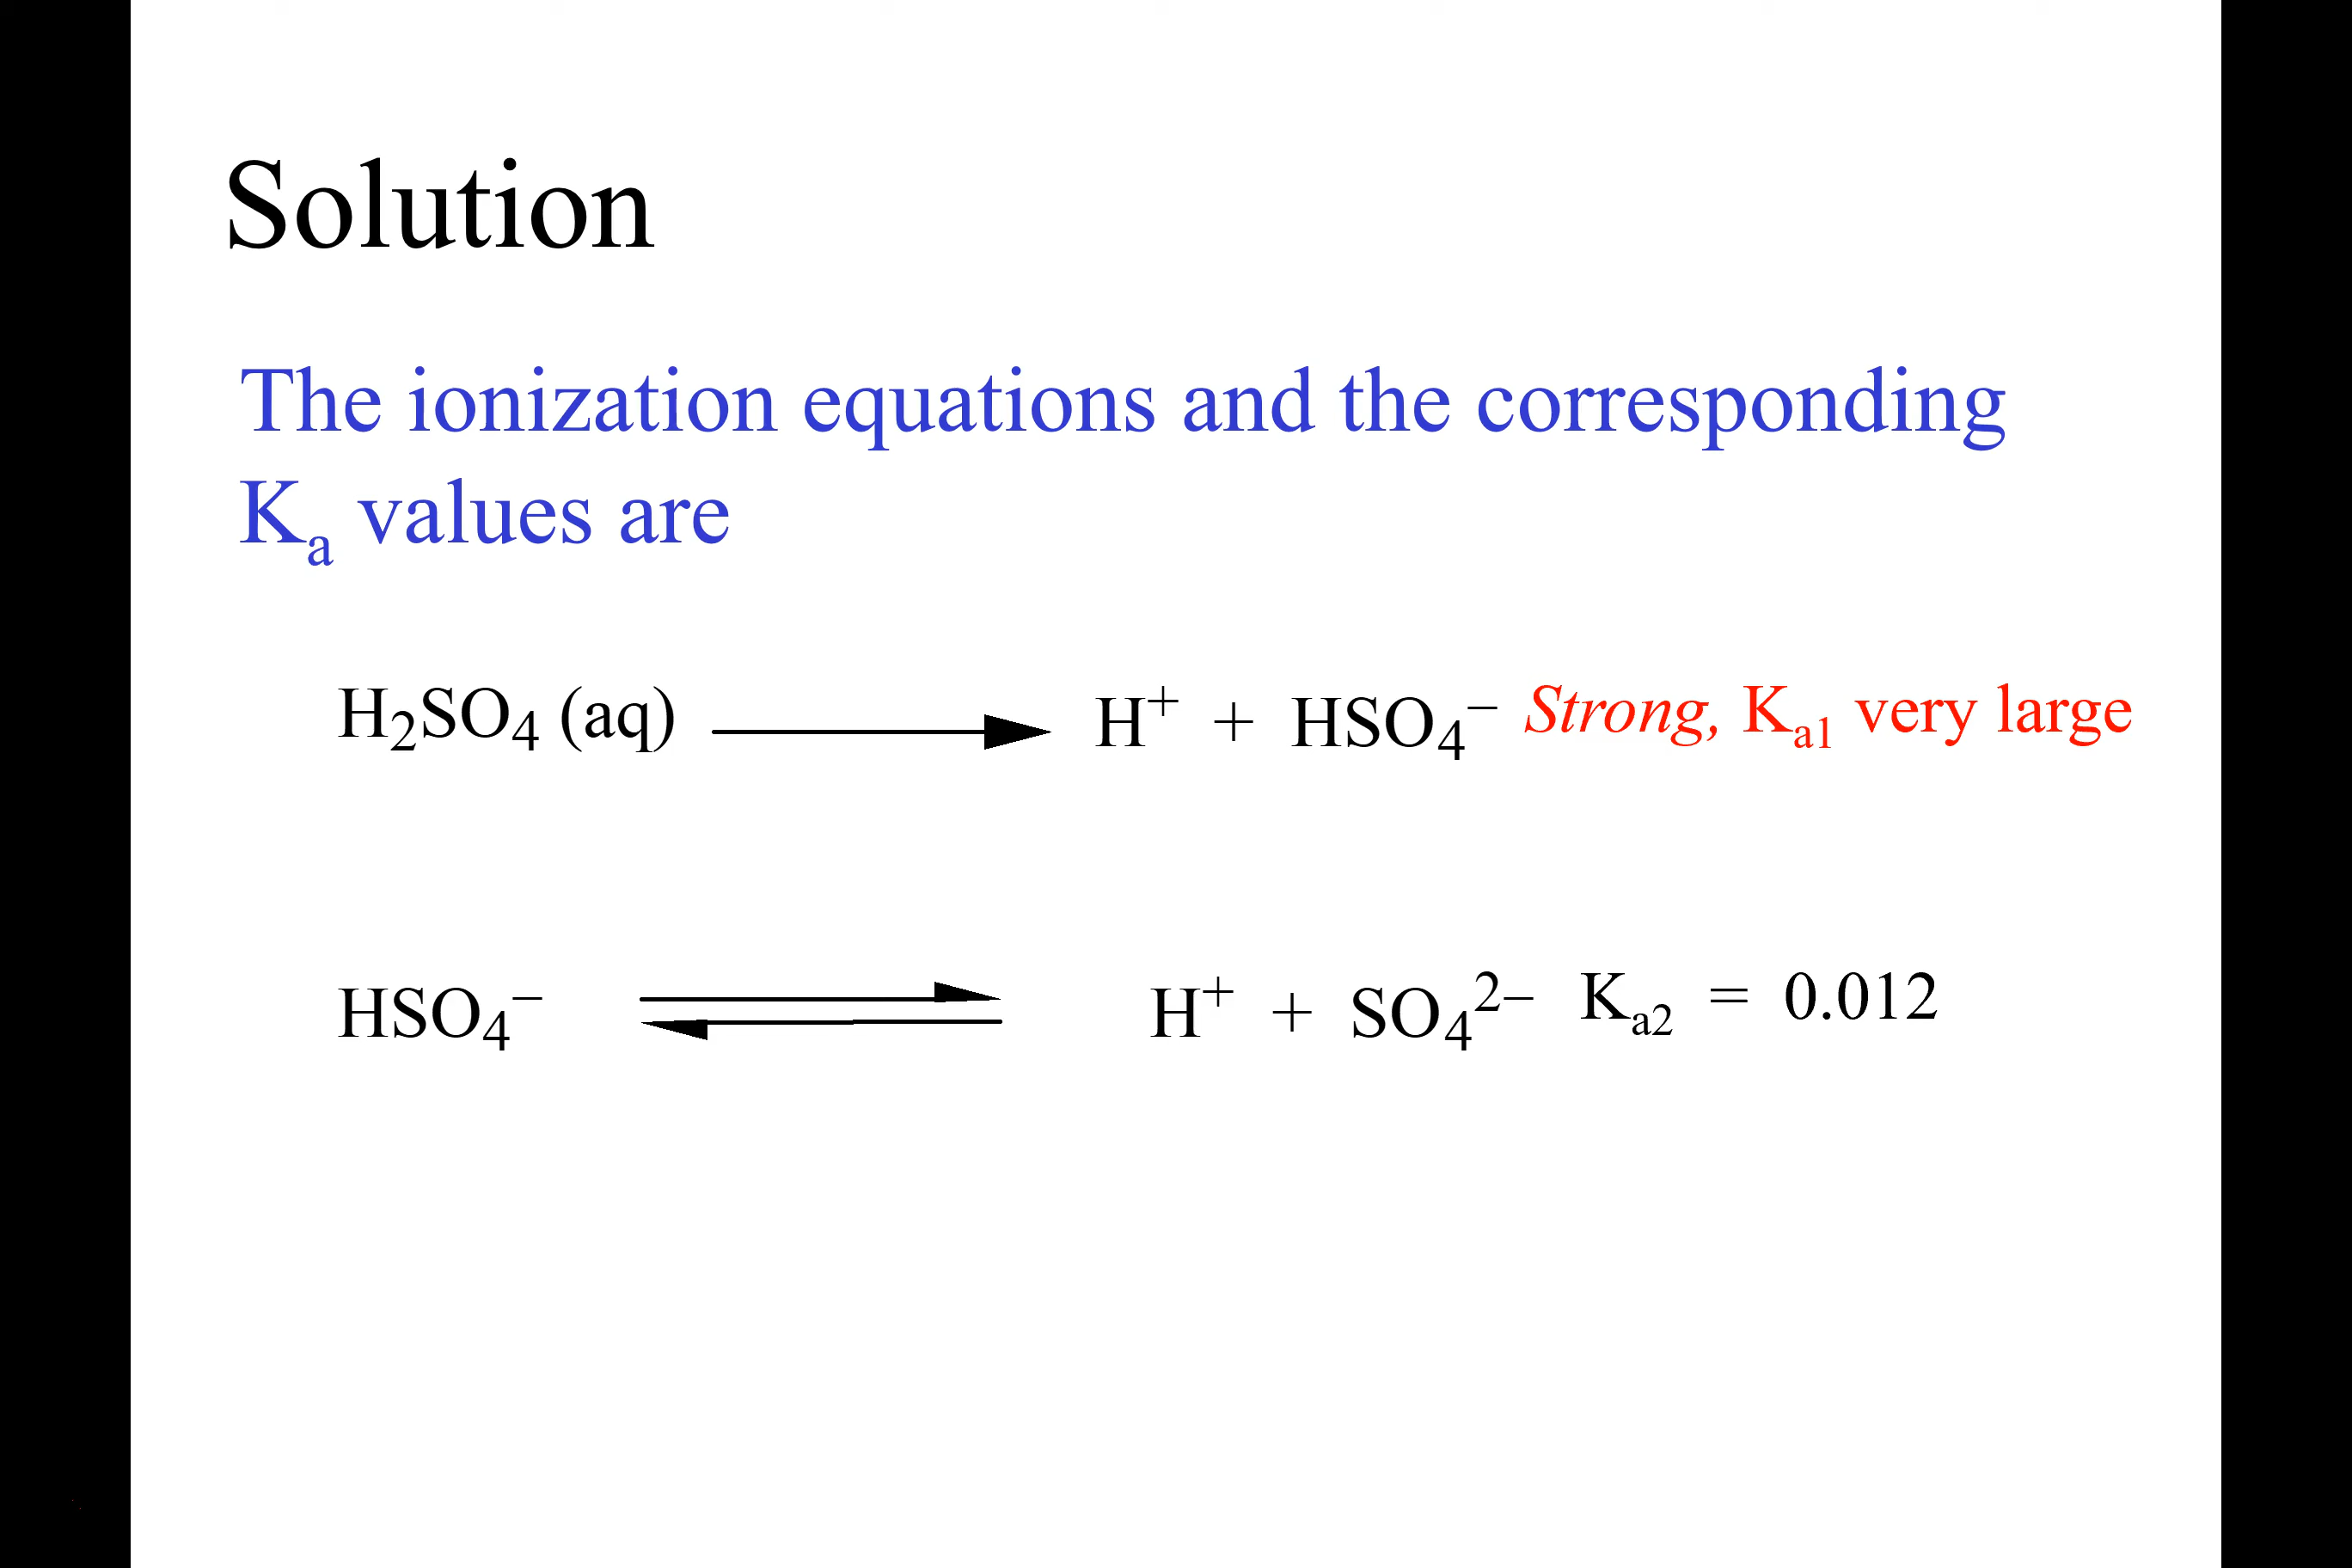 Solution
The ionization equations and the corresponding
Kₐ values are
H₂SO₄ (aq) ⟶ H⁺ + HSO₄⁻ Strong, Kₐ₁ very large
HSO₄⁻ ⇌ H⁺ + SO₄²⁻ Kₐ₂ = 0.012